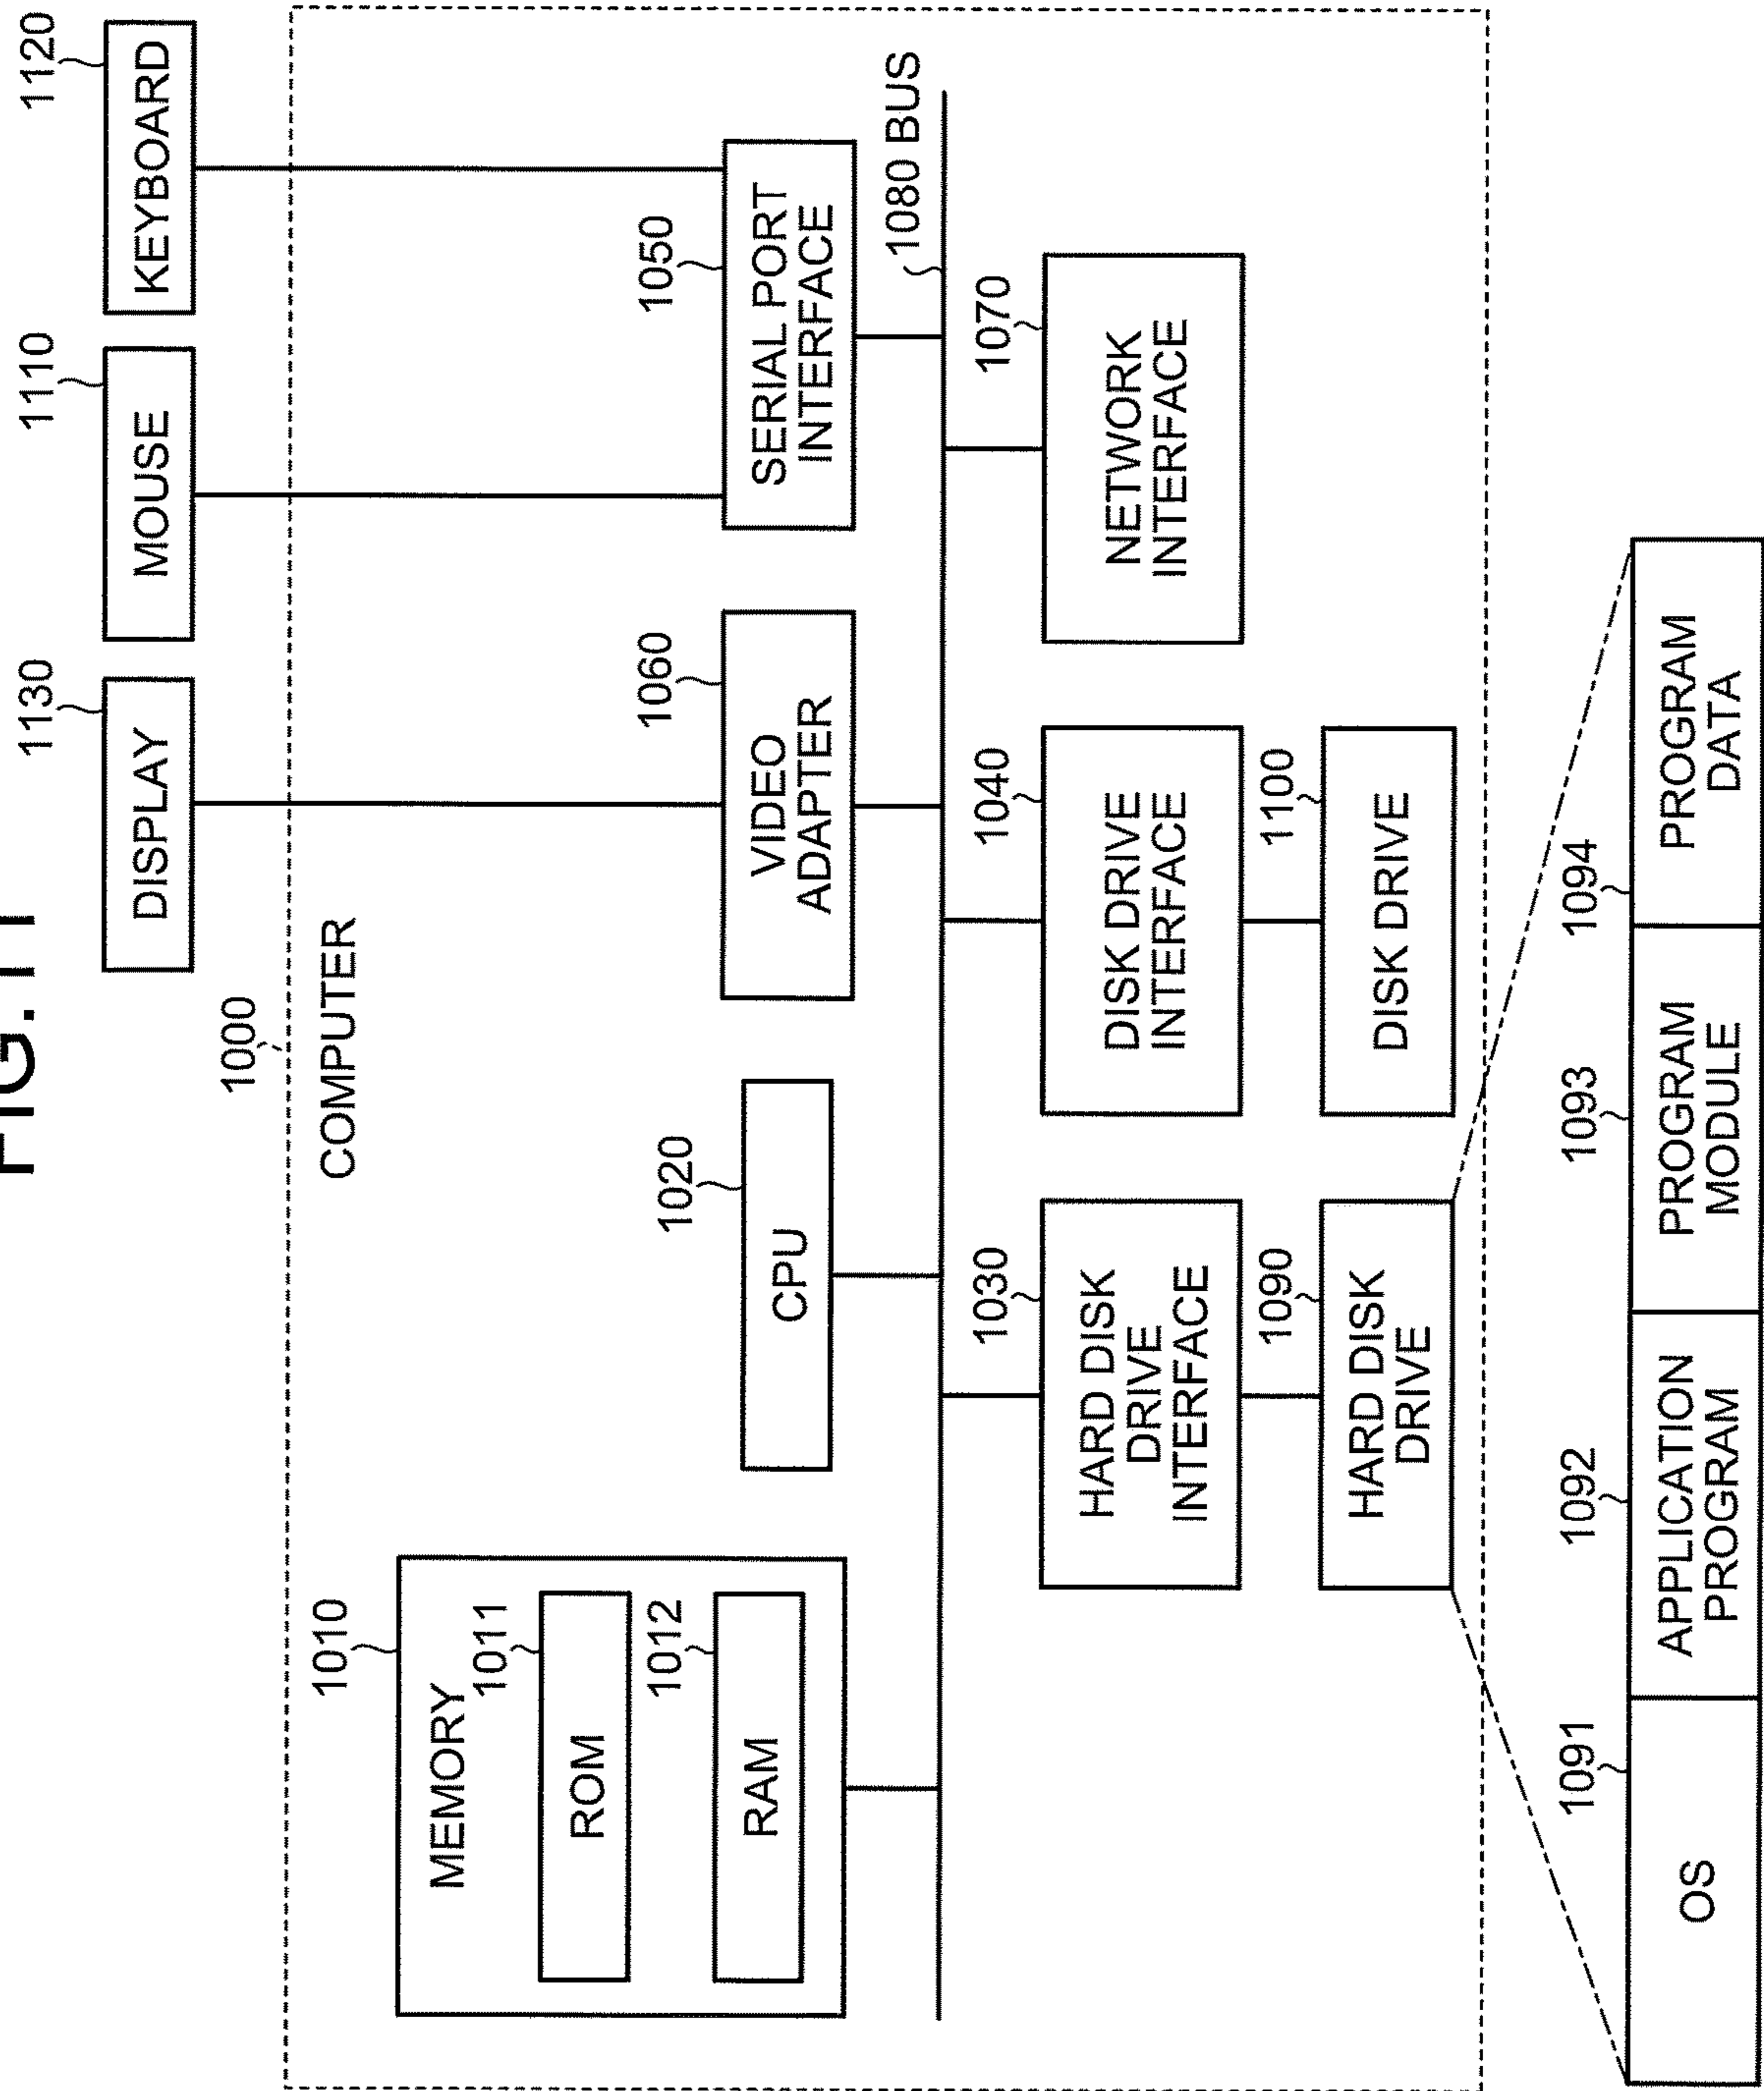 FIG.11
1130
1110
1120
DISPLAY
MOUSE
KEYBOARD
1000
COMPUTER
1010
MEMORY
1011
ROM
1012
RAM
1020
CPU
1060
VIDEO
ADAPTER
1050
SERIAL PORT
INTERFACE
1080 BUS
1030
HARD DISK
DRIVE
INTERFACE
1040
DISK DRIVE
INTERFACE
1070
NETWORK
INTERFACE
1090
HARD DISK
DRIVE
1100
DISK DRIVE
1091
OS
1092
APPLICATION
PROGRAM
1093
PROGRAM
MODULE
1094
PROGRAM
DATA